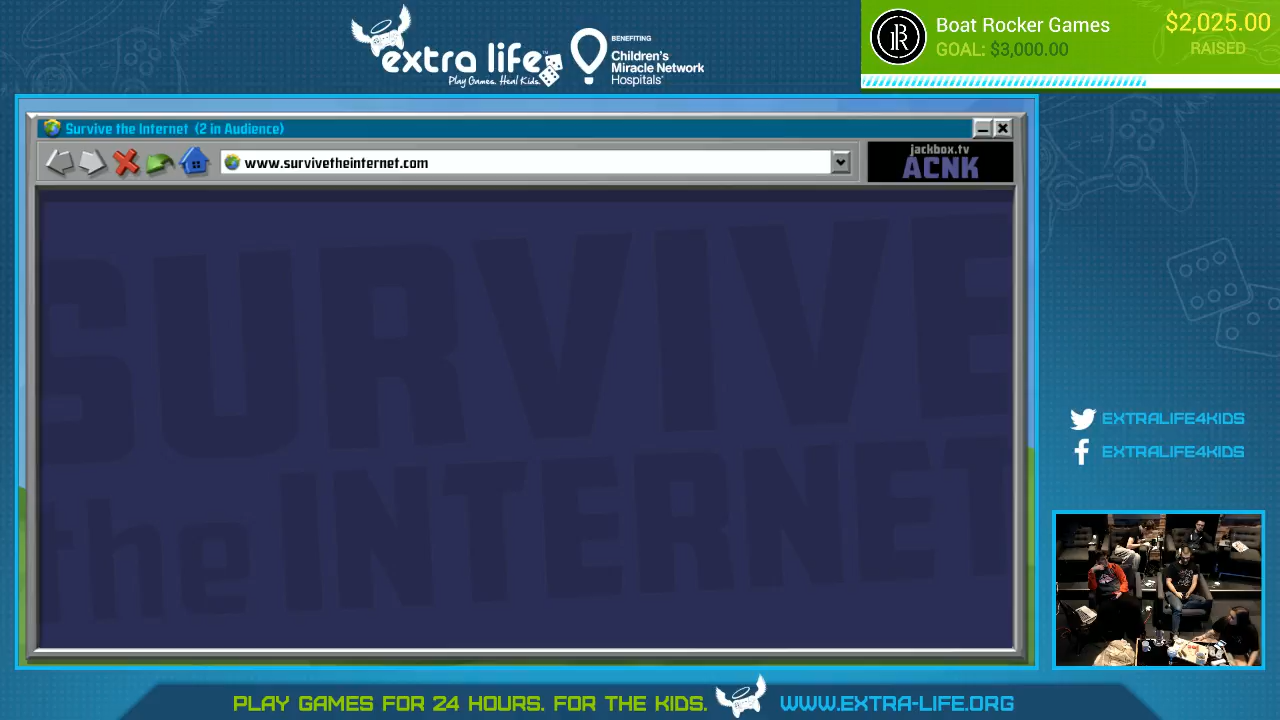 extra life
Play Games. Heal Kids.
BENEFITING
Children's
Miracle Network
Hospitals
Boat Rocker Games
GOAL: $3,000.00
$2,025.00
RAISED
Survive the Internet (2 in Audience)
www.survivetheinternet.com
jackbox.tv
ACNK
SURVIVE
the INTERNET
EXTRALIFE4KIDS
EXTRALIFE4KIDS
PLAY GAMES FOR 24 HOURS. FOR THE KIDS.
WWW.EXTRA-LIFE.ORG